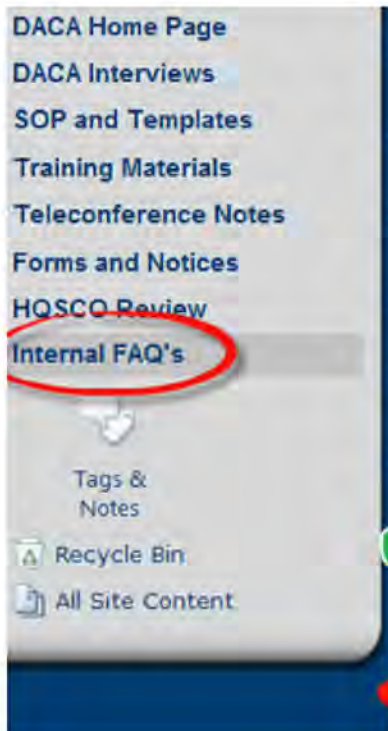 DACA Home Page
DACA Interviews
SOP and Templates
Training Materials
Teleconference Notes
Forms and Notices
HQSCO Review
Internal FAQ's
Tags &
Notes
Recycle Bin
All Site Content